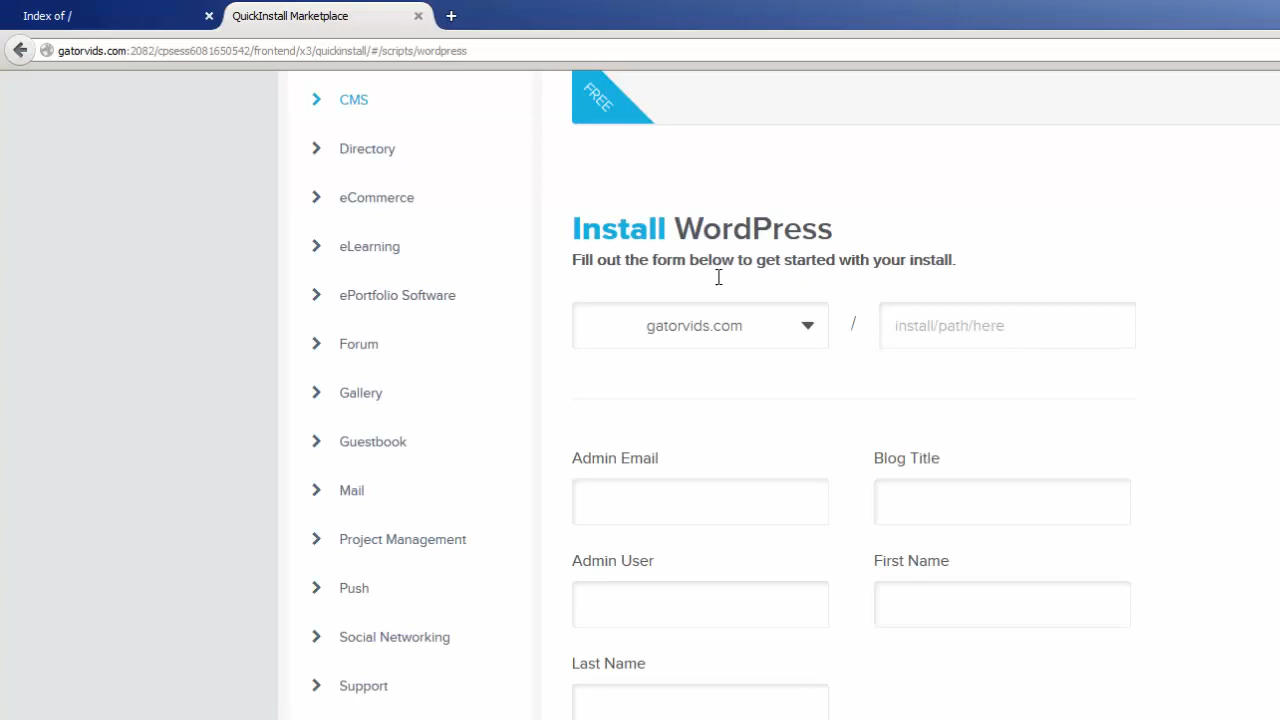 Index of /
QuickInstall Marketplace
gatorvids.com:2082/cpsess6081650542/frontend/x3/quickinstall/#/scripts/wordpress
CMS
Directory
eCommerce
eLearning
ePortfolio Software
Forum
Gallery
Guestbook
Mail
Project Management
Push
Social Networking
Support
FREE
Install WordPress
Fill out the form below to get started with your install.
gatorvids.com / install/path/here
Admin Email
Blog Title
Admin User
First Name
Last Name